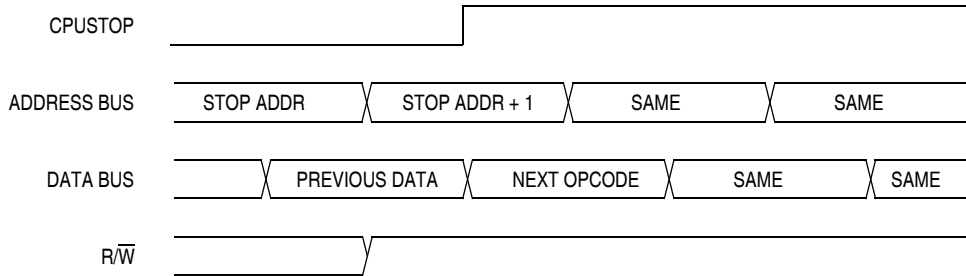 CPUSTOP
ADDRESS BUS STOP ADDR STOP ADDR + 1 SAME SAME
DATA BUS PREVIOUS DATA NEXT OPCODE SAME SAME
R/W̅